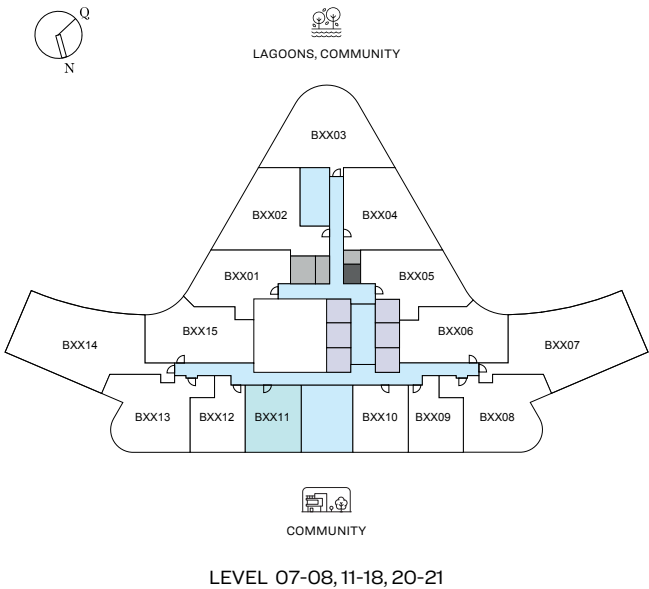 Q
N
LAGOONS, COMMUNITY
BXX03
BXX02
BXX04
BXX01
BXX05
BXX15
BXX06
BXX14
BXX07
BXX13
BXX12
BXX11
BXX10
BXX09
BXX08
COMMUNITY
LEVEL 07-08, 11-18, 20-21